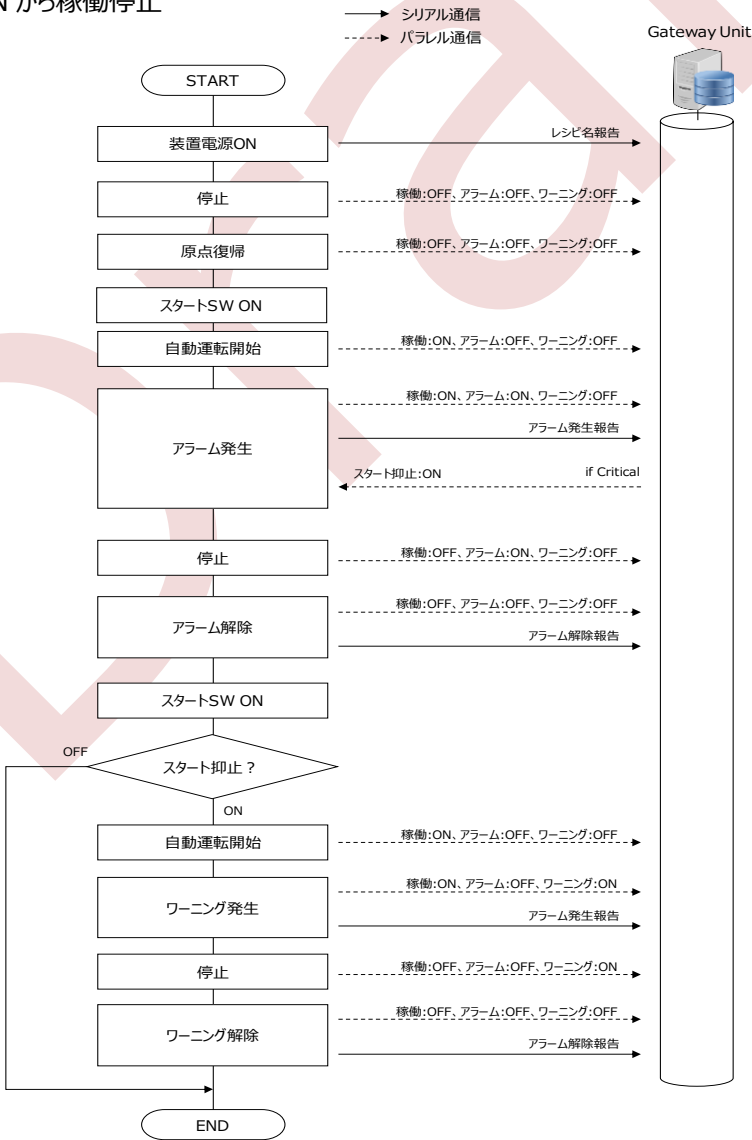 N から稼働停止
シリアル通信
パラレル通信
Gateway Unit
START
装置電源ON
レシピ名報告
停止
稼働:OFF、アラーム:OFF、ワーニング:OFF
原点復帰
稼働:OFF、アラーム:OFF、ワーニング:OFF
スタートSW ON
自動運転開始
稼働:ON、アラーム:OFF、ワーニング:OFF
稼働:ON、アラーム:ON、ワーニング:OFF
アラーム発生報告
アラーム発生
スタート抑止:ON
if Critical
停止
稼働:OFF、アラーム:ON、ワーニング:OFF
稼働:OFF、アラーム:OFF、ワーニング:OFF
アラーム解除
アラーム解除報告
スタートSW ON
OFF
スタート抑止？
ON
自動運転開始
稼働:ON、アラーム:OFF、ワーニング:OFF
稼働:ON、アラーム:OFF、ワーニング:ON
ワーニング発生
アラーム発生報告
停止
稼働:OFF、アラーム:OFF、ワーニング:ON
稼働:OFF、アラーム:OFF、ワーニング:OFF
ワーニング解除
アラーム解除報告
END